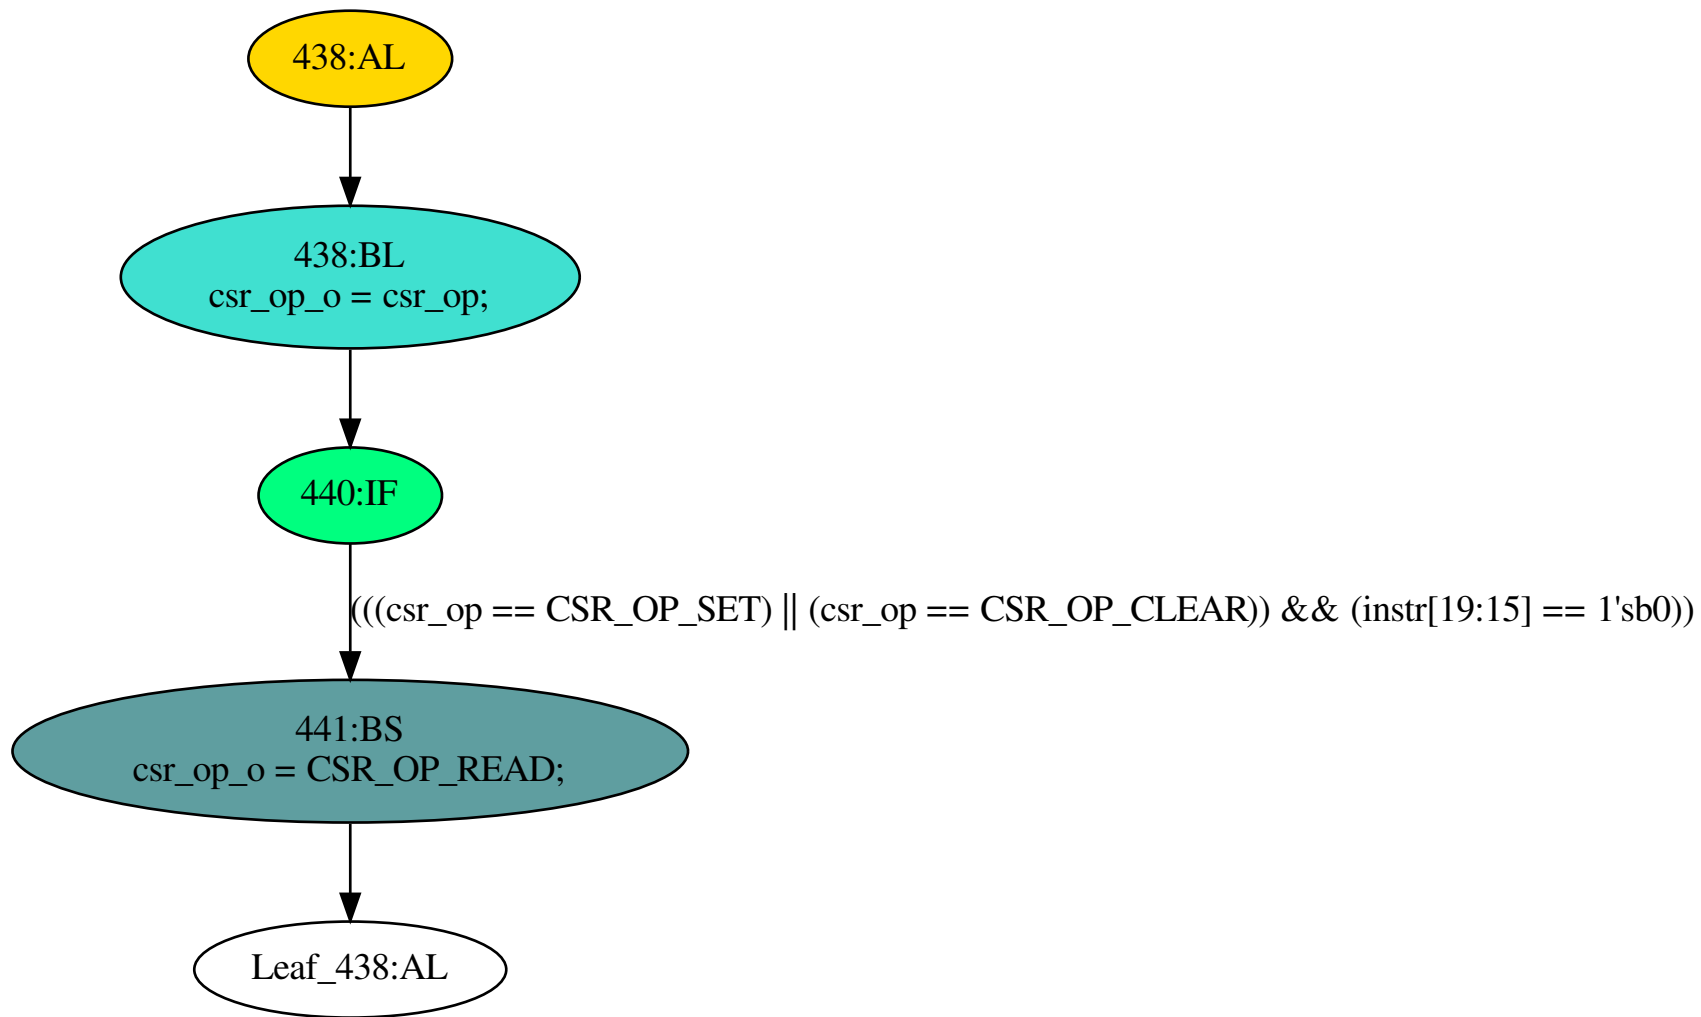 438:AL
438:BL
csr_op_o = csr_op;
440:IF
(((csr_op == CSR_OP_SET) || (csr_op == CSR_OP_CLEAR)) && (instr[19:15] == 1'sb0))
441:BS
csr_op_o = CSR_OP_READ;
Leaf_438:AL